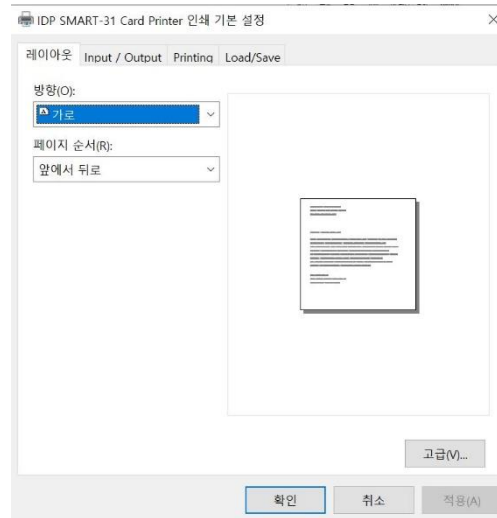 IDP SMART-31 Card Printer 인쇄 기본 설정
레이아웃 Input / Output Printing Load/Save
방향(O):
가로
페이지 순서(R):
앞에서 뒤로
고급(V)...
확인 취소 적용(A)